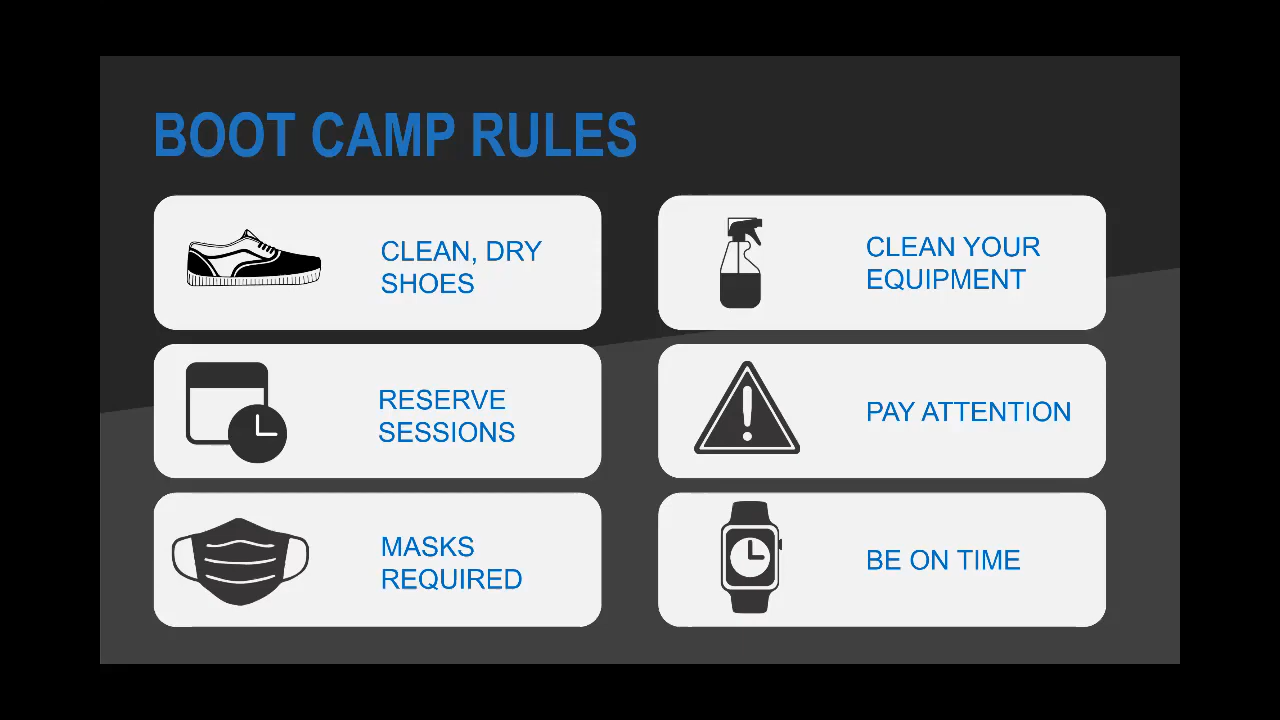 BOOT CAMP RULES
CLEAN, DRY
SHOES
CLEAN YOUR
EQUIPMENT
RESERVE
SESSIONS
PAY ATTENTION
MASKS
REQUIRED
BE ON TIME